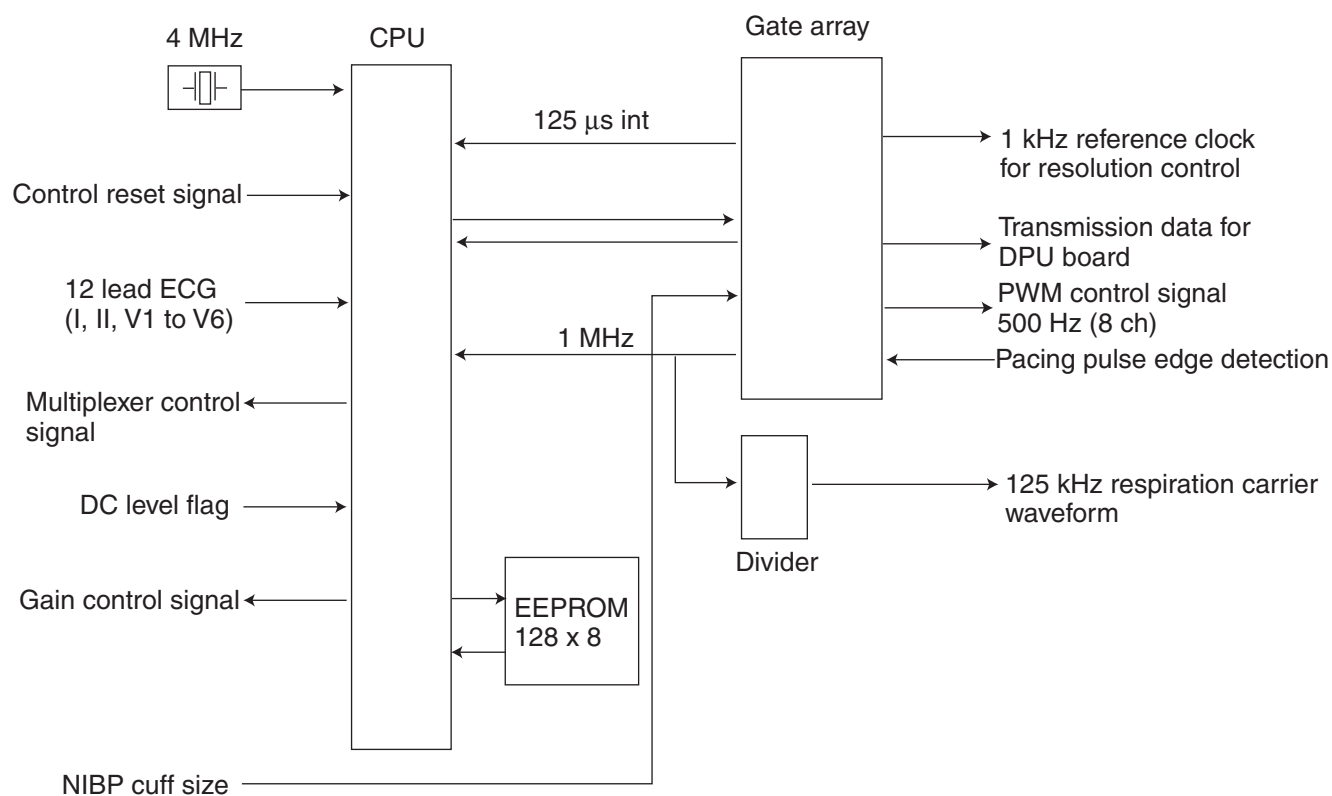 4 MHz
CPU
Gate array
125 μs int
1 kHz reference clock
for resolution control
Control reset signal
Transmission data for
DPU board
12 lead ECG
(I, II, V1 to V6)
PWM control signal
500 Hz (8 ch)
1 MHz
Pacing pulse edge detection
Multiplexer control
signal
DC level flag
125 kHz respiration carrier
waveform
Divider
Gain control signal
EEPROM
128 x 8
NIBP cuff size